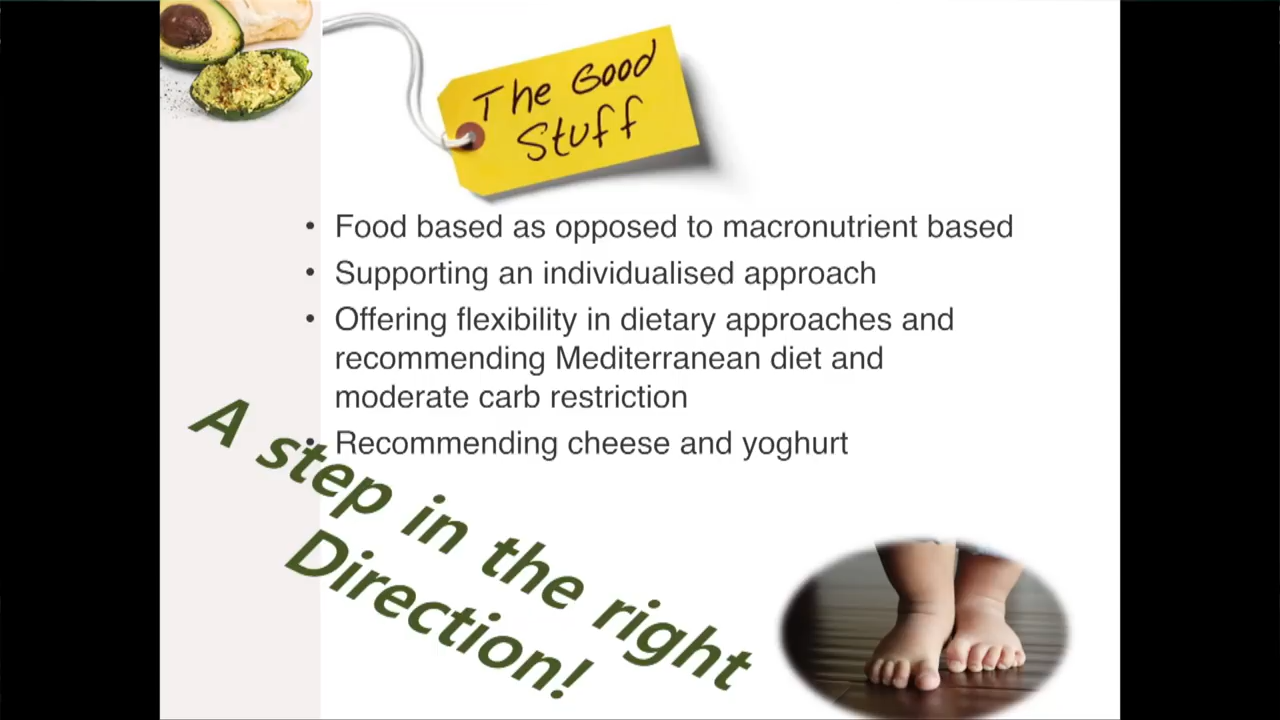 The Good
Stuff
• Food based as opposed to macronutrient based
• Supporting an individualised approach
• Offering flexibility in dietary approaches and
recommending Mediterranean diet and
moderate carb restriction
• Recommending cheese and yoghurt
A step in the right
Direction!